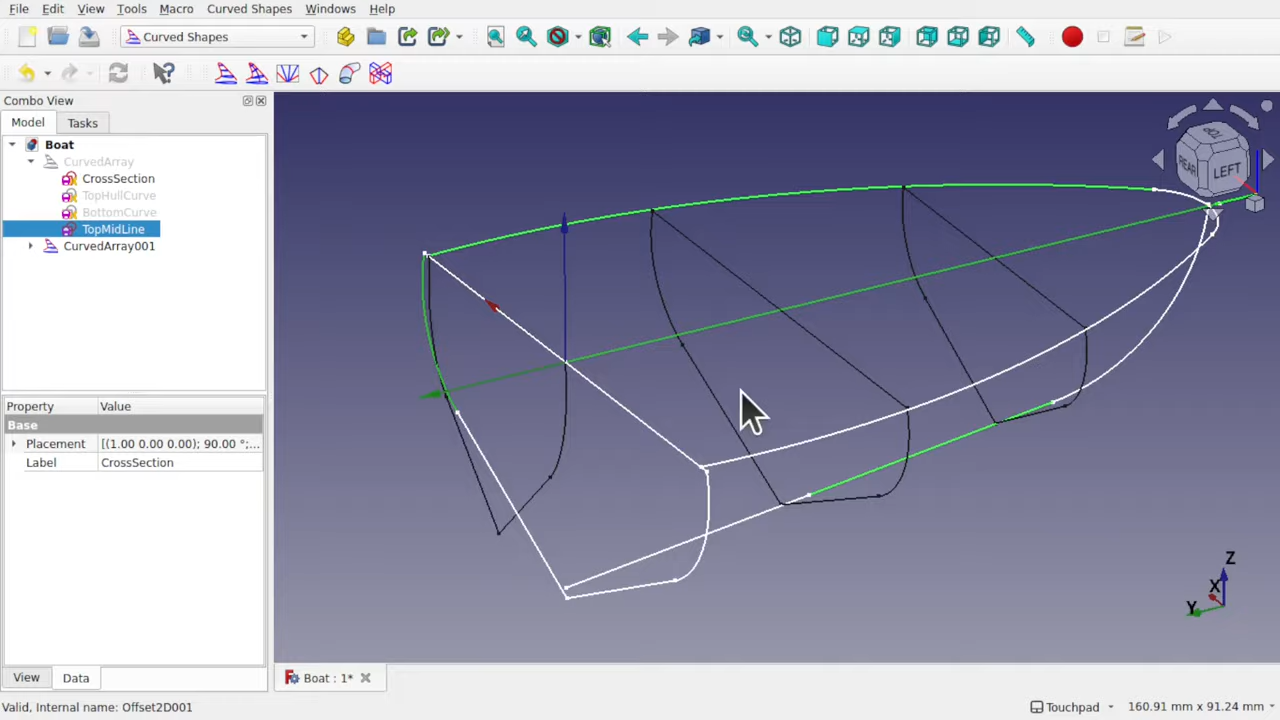 File Edit View Tools Macro Curved Shapes Windows Help
Curved Shapes
Combo View
Model Tasks
Boat
CurvedArray
CrossSection
TopHullCurve
BottomCurve
TopMidLine
CurvedArray001
Property Value
Base
Placement [(1.00 0.00 0.00); 90.00 °;...
Label CrossSection
View Data
TOP
REAR
LEFT
Z
X
Y
Boat : 1*
Valid, Internal name: Offset2D001
Touchpad
160.91 mm x 91.24 mm